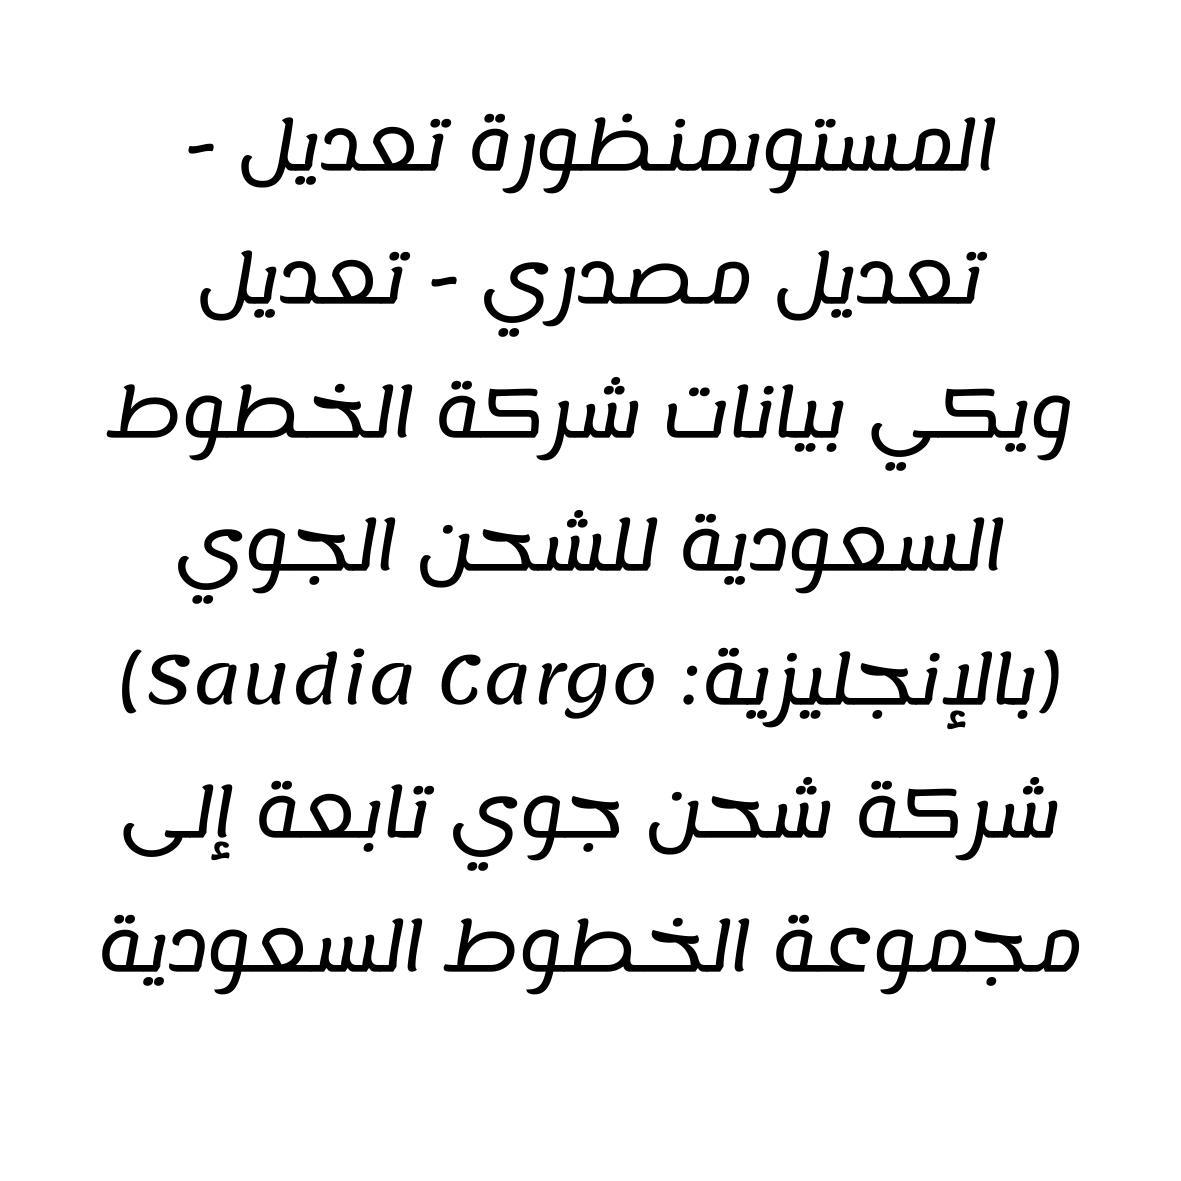 المستوىمنظورة تعديل -
تعديل مصدري - تعديل
ويكي بيانات شركة الخطوط
السعودية للشحن الجوي
(بالإنجليزية: Saudia Cargo)
شركة شحن جوي تابعة إلى
مجموعة الخطوط السعودية